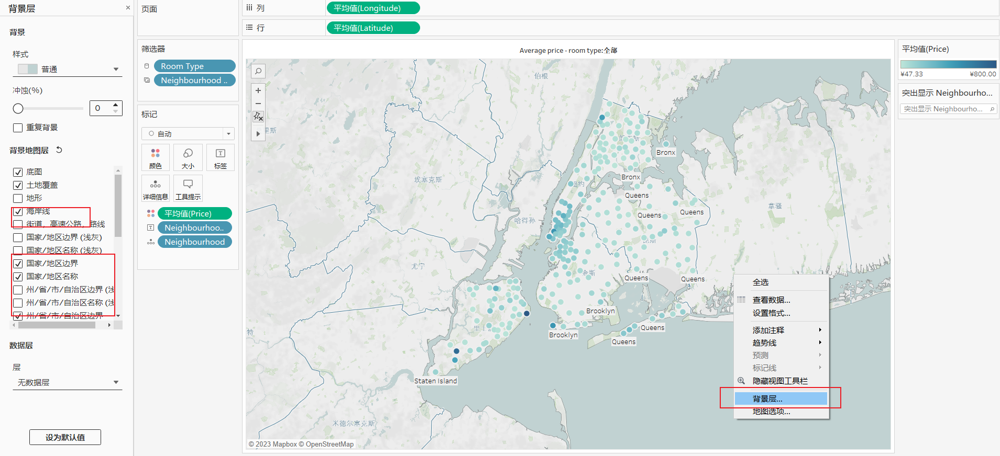 背景层
背景
样式
普通
冲蚀(%)
0
重复背景
背景地图层
底图
土地覆盖
地形
海岸线
街道，高速公路，路线
国家/地区边界 (浅灰)
国家/地区名称 (浅灰)
国家/地区边界
国家/地区名称
州/省/市/自治区边界 (浅
州/省/市/自治区名称 (浅
州/省/市/自治区边界
数据层
层
无数据层
设为默认值
页面
筛选器
Room Type
Neighbourhood ..
标记
自动
颜色
大小
标签
详细信息
工具提示
平均值(Price)
Neighbourhoo..
Neighbourhood
列
平均值(Longitude)
行
平均值(Latitude)
Average price - room type:全部
伯根
里斯
Bronx
埃塞克斯
Bronx
纽约
Queens
拿骚
Queens
Queens
哈得孙
尤宁
金斯
Queens
Queens
Brooklyn
特
Queens
Brooklyn
Queens
Staten Island
米德尔塞克斯
© 2023 Mapbox © OpenStreetMap
全选
查看数据...
设置格式...
添加注释
趋势线
预测
标记线
隐藏视图工具栏
背景层...
地图选项...
平均值(Price)
¥47.33
¥800.00
突出显示 Neighbourho...
突出显示 Neighbourho...